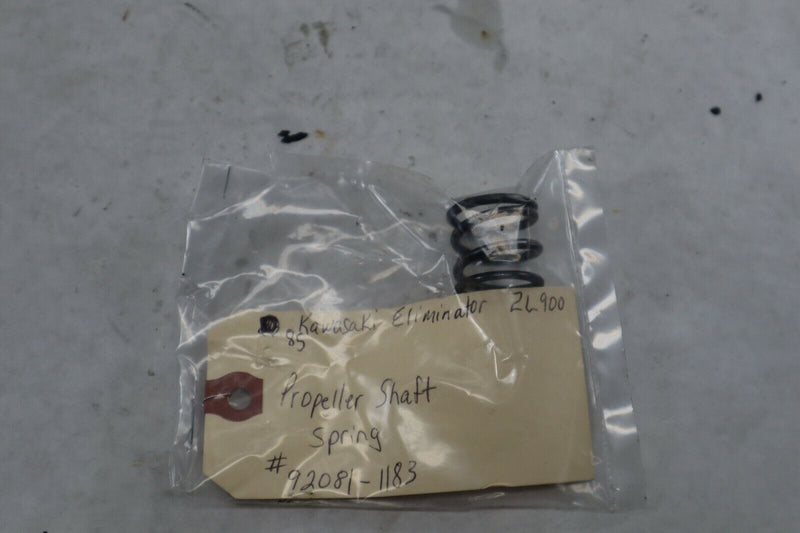 Kawasaki Eliminator ZL900
85
Propeller Shaft
Spring
# 92081-1183